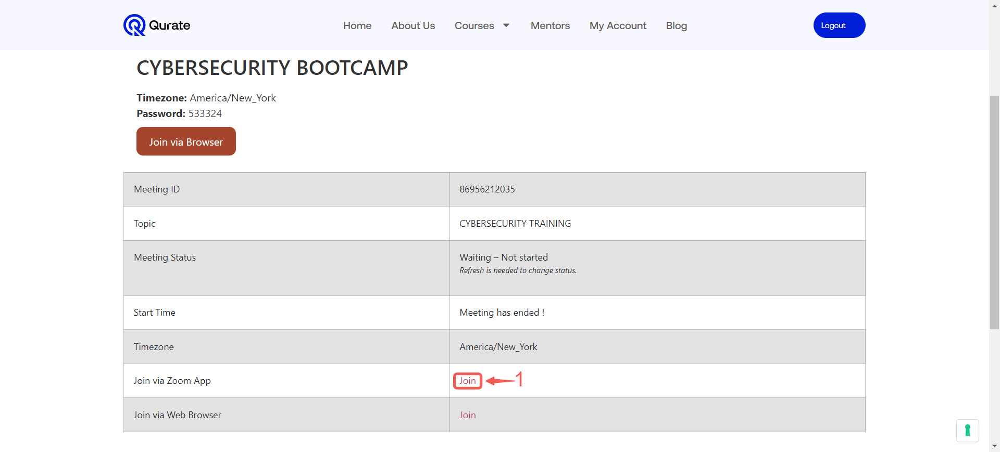 Qurate
Home About Us Courses Mentors My Account Blog
Logout
CYBERSECURITY BOOTCAMP
Timezone: America/New_York
Password: 533324
Join via Browser
Meeting ID 86956212035
Topic CYBERSECURITY TRAINING
Meeting Status Waiting – Not started
Refresh is needed to change status.
Start Time Meeting has ended !
Timezone America/New_York
Join via Zoom App Join 1
Join via Web Browser Join